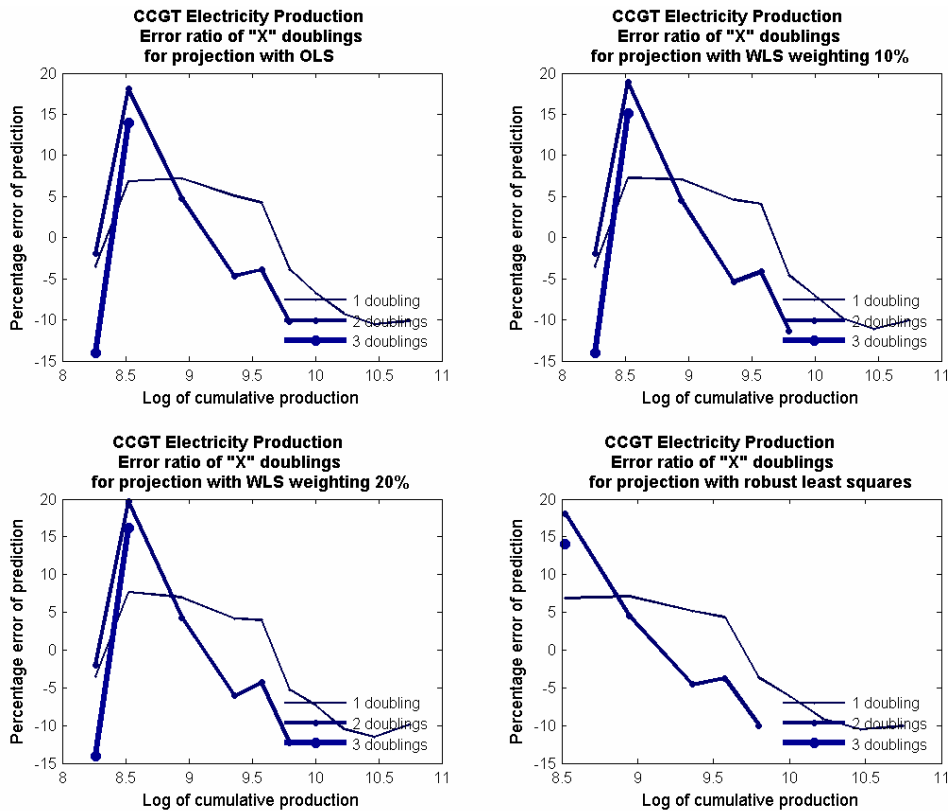 CCGT Electricity Production
Error ratio of "X" doublings
for projection with OLS
20
15
10
5
0
-5
-10
-15
Percentage error of prediction
1 doubling
2 doublings
3 doublings
8
8.5
9
9.5
10
10.5
11
Log of cumulative production
CCGT Electricity Production
Error ratio of "X" doublings
for projection with WLS weighting 10%
20
15
10
5
0
-5
-10
-15
Percentage error of prediction
1 doubling
2 doublings
3 doublings
8
8.5
9
9.5
10
10.5
11
Log of cumulative production
CCGT Electricity Production
Error ratio of "X" doublings
for projection with WLS weighting 20%
20
15
10
5
0
-5
-10
-15
Percentage error of prediction
1 doubling
2 doublings
3 doublings
8
8.5
9
9.5
10
10.5
11
Log of cumulative production
CCGT Electricity Production
Error ratio of "X" doublings
for projection with robust least squares
20
15
10
5
0
-5
-10
-15
Percentage error of prediction
1 doubling
2 doublings
3 doublings
8.5
9
9.5
10
10.5
11
Log of cumulative production